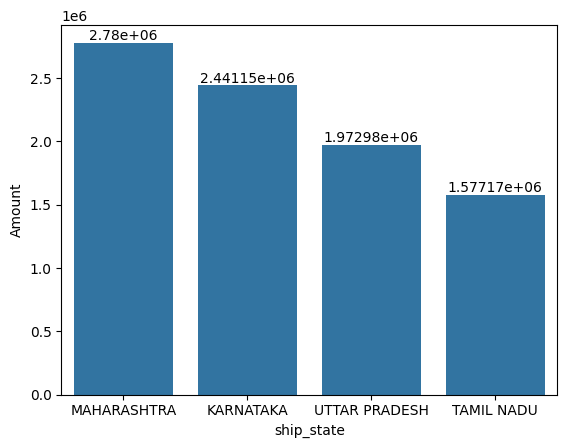 1e6
2.78e+06
2.44115e+06
1.97298e+06
1.57717e+06
2.5
2.0
1.5
1.0
0.5
0.0
Amount
MAHARASHTRA KARNATAKA UTTAR PRADESH TAMIL NADU
ship_state